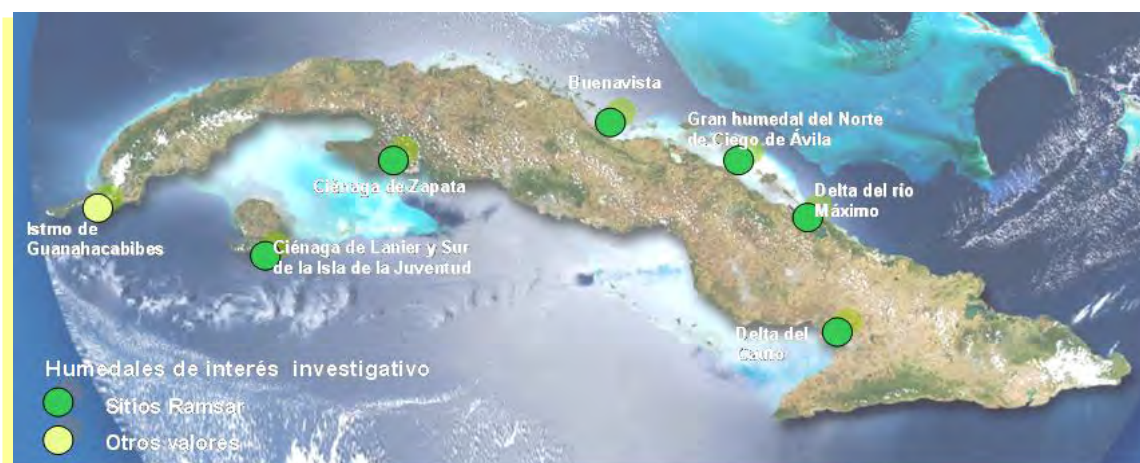 Buenavista
Gran humedal del Norte
de Ciego de Ávila
Ciénaga de Zapata
Delta del río
Máximo
Istmo de
Guanahacabibes
Ciénaga de Lanier y Sur
de la Isla de la Juventud
Delta del
Cauto
Humedales de interés investigativo
Sitios Ramsar
Otros valores